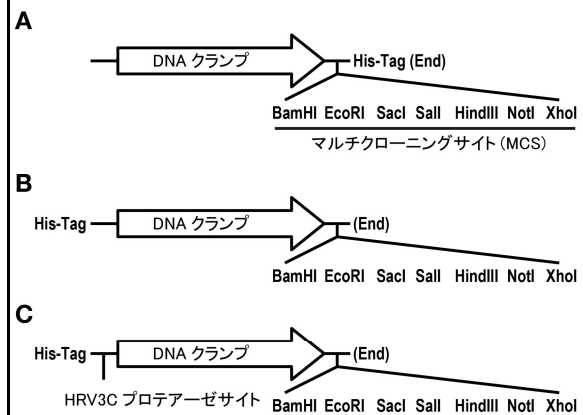 A
DNA クランプ His-Tag (End)
BamHI EcoRI SacI SalI HindIII NotI XhoI
マルチクローニングサイト (MCS)
B
His-Tag DNA クランプ (End)
BamHI EcoRI SacI SalI HindIII NotI XhoI
C
His-Tag DNA クランプ (End)
HRV3C プロテアーゼサイト BamHI EcoRI SacI SalI HindIII NotI XhoI